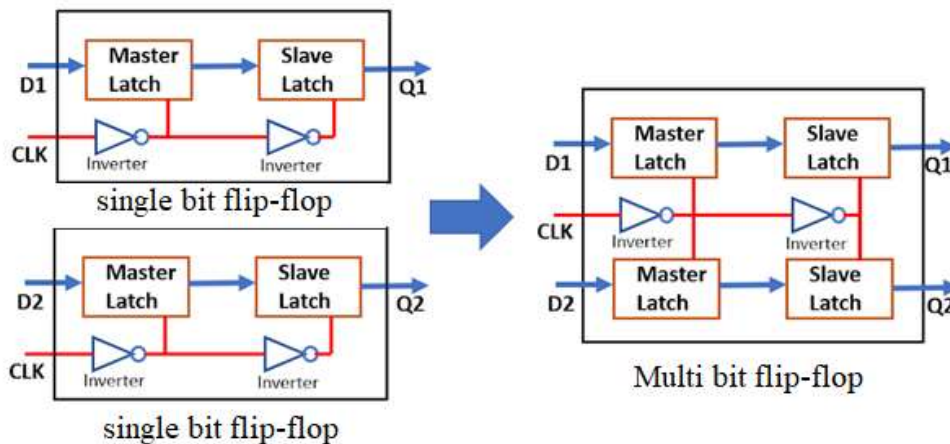 D1
Master
Latch
Slave
Latch
Q1
CLK
Inverter
Inverter
single bit flip-flop
D2
Master
Latch
Slave
Latch
Q2
CLK
Inverter
Inverter
single bit flip-flop
D1
Master
Latch
Slave
Latch
Q1
CLK
Inverter
Inverter
D2
Master
Latch
Slave
Latch
Q2
Multi bit flip-flop